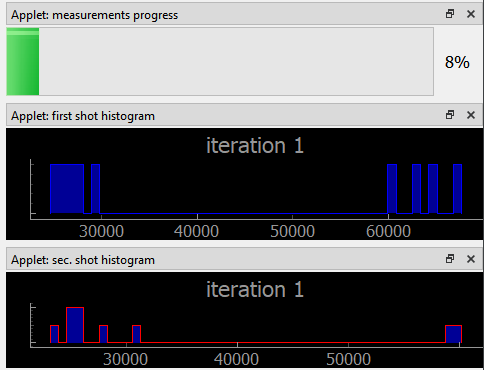 Applet: measurements progress
8%
Applet: first shot histogram
iteration 1
30000 40000 50000 60000
Applet: sec. shot histogram
iteration 1
30000 40000 50000